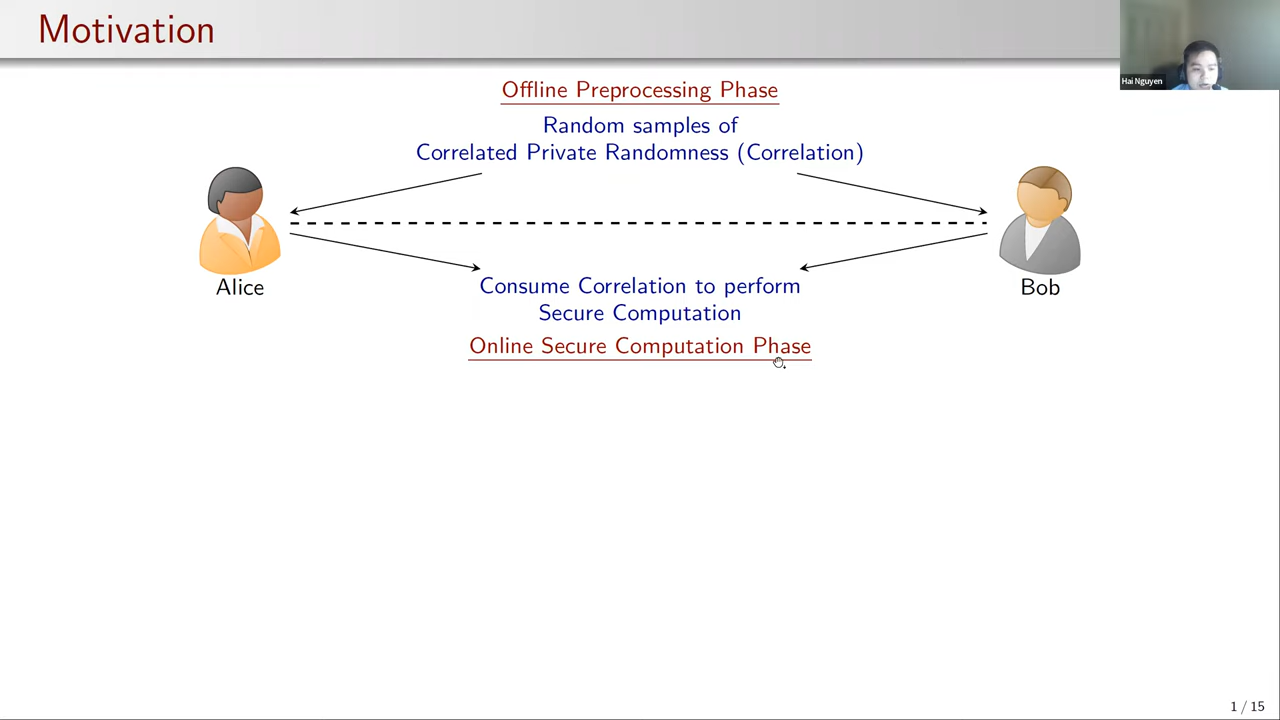 Motivation
Hai Nguyen
Offline Preprocessing Phase
Random samples of
Correlated Private Randomness (Correlation)
Alice
Bob
Consume Correlation to perform
Secure Computation
Online Secure Computation Phase
1 / 15